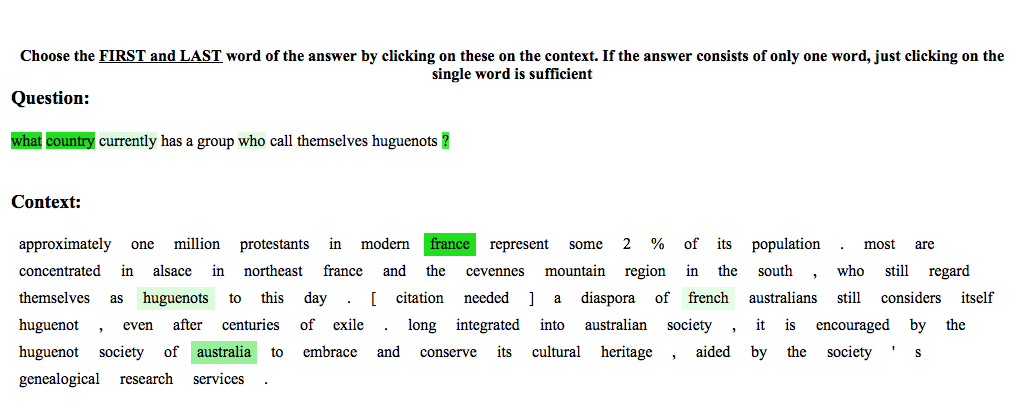 Choose the FIRST and LAST word of the answer by clicking on these on the context. If the answer consists of only one word, just clicking on the
single word is sufficient
Question:
what country currently has a group who call themselves huguenots ?
Context:
approximately one million protestants in modern france represent some 2 % of its population . most are
concentrated in alsace in northeast france and the cevennes mountain region in the south , who still regard
themselves as huguenots to this day . [ citation needed ] a diaspora of french australians still considers itself
huguenot , even after centuries of exile . long integrated into australian society , it is encouraged by the
huguenot society of australia to embrace and conserve its cultural heritage , aided by the society ' s
genealogical research services .